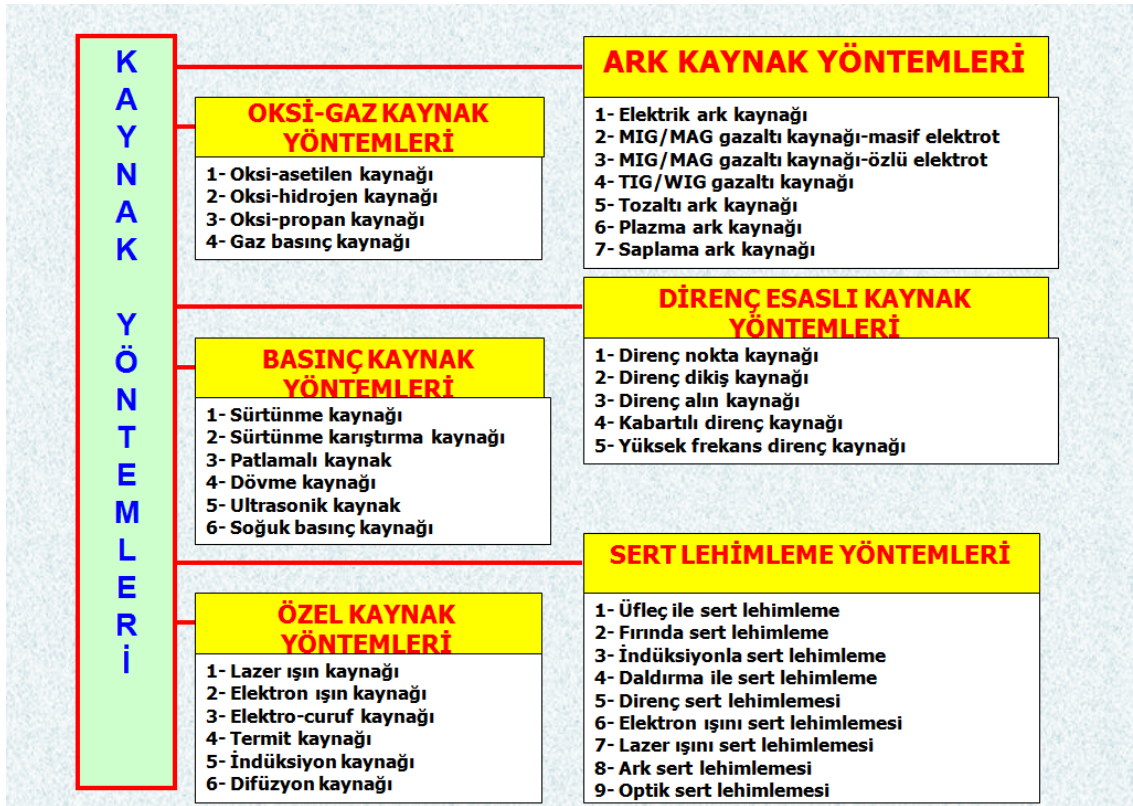 KAYNAK YÖNTEMLERİ
ARK KAYNAK YÖNTEMLERİ
1- Elektrik ark kaynağı
2- MIG/MAG gazaltı kaynağı-masif elektrot
3- MIG/MAG gazaltı kaynağı-özlü elektrot
4- TIG/WIG gazaltı kaynağı
5- Tozaltı ark kaynağı
6- Plazma ark kaynağı
7- Saplama ark kaynağı
OKSİ-GAZ KAYNAK
YÖNTEMLERİ
1- Oksi-asetilen kaynağı
2- Oksi-hidrojen kaynağı
3- Oksi-propan kaynağı
4- Gaz basınç kaynağı
DİRENÇ ESASLI KAYNAK
YÖNTEMLERİ
1- Direnç nokta kaynağı
2- Direnç dikiş kaynağı
3- Direnç alın kaynağı
4- Kabartılı direnç kaynağı
5- Yüksek frekans direnç kaynağı
BASINÇ KAYNAK
YÖNTEMLERİ
1- Sürtünme kaynağı
2- Sürtünme karıştırma kaynağı
3- Patlamalı kaynak
4- Dövme kaynağı
5- Ultrasonik kaynak
6- Soğuk basınç kaynağı
SERT LEHİMLEME YÖNTEMLERİ
1- Üfleç ile sert lehimleme
2- Fırında sert lehimleme
3- İndüksiyonla sert lehimleme
4- Daldırma ile sert lehimleme
5- Direnç sert lehimlemesi
6- Elektron ışını sert lehimlemesi
7- Lazer ışını sert lehimlemesi
8- Ark sert lehimlemesi
9- Optik sert lehimlemesi
ÖZEL KAYNAK
YÖNTEMLERİ
1- Lazer ışın kaynağı
2- Elektron ışın kaynağı
3- Elektro-curuf kaynağı
4- Termit kaynağı
5- İndüksiyon kaynağı
6- Difüzyon kaynağı